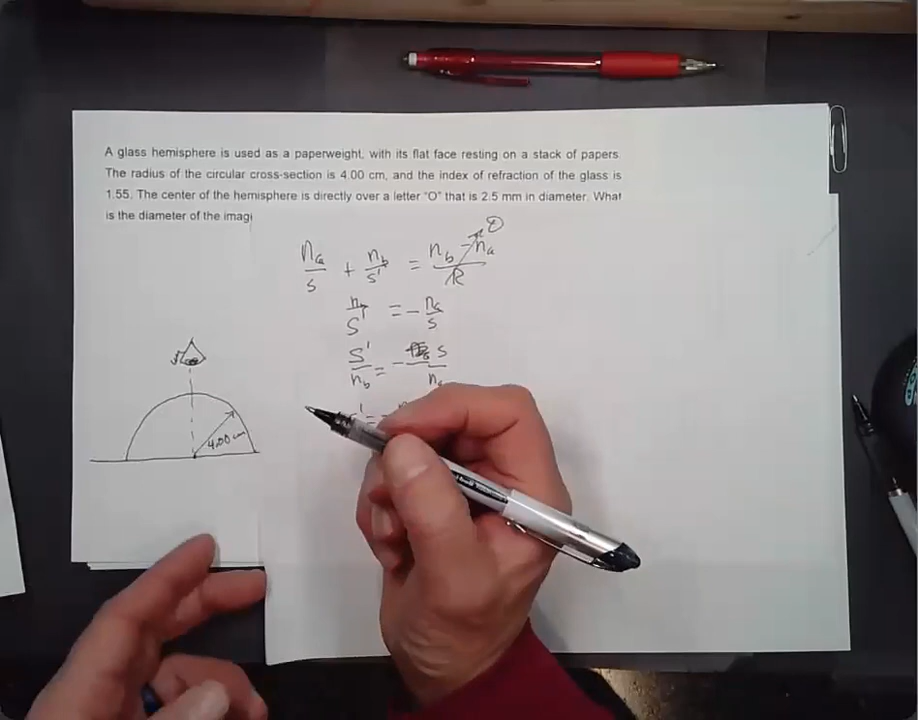 A glass hemisphere is used as a paperweight, with its flat face resting on a stack of papers.
The radius of the circular cross-section is 4.00 cm, and the index of refraction of the glass is
1.55. The center of the hemisphere is directly over a letter "O" that is 2.5 mm in diameter. What
is the diameter of the imag
na/s + nb/s' = nb - na/R 0
nb/s' = - na/s
s'/nb = - s/na
4.00 cm